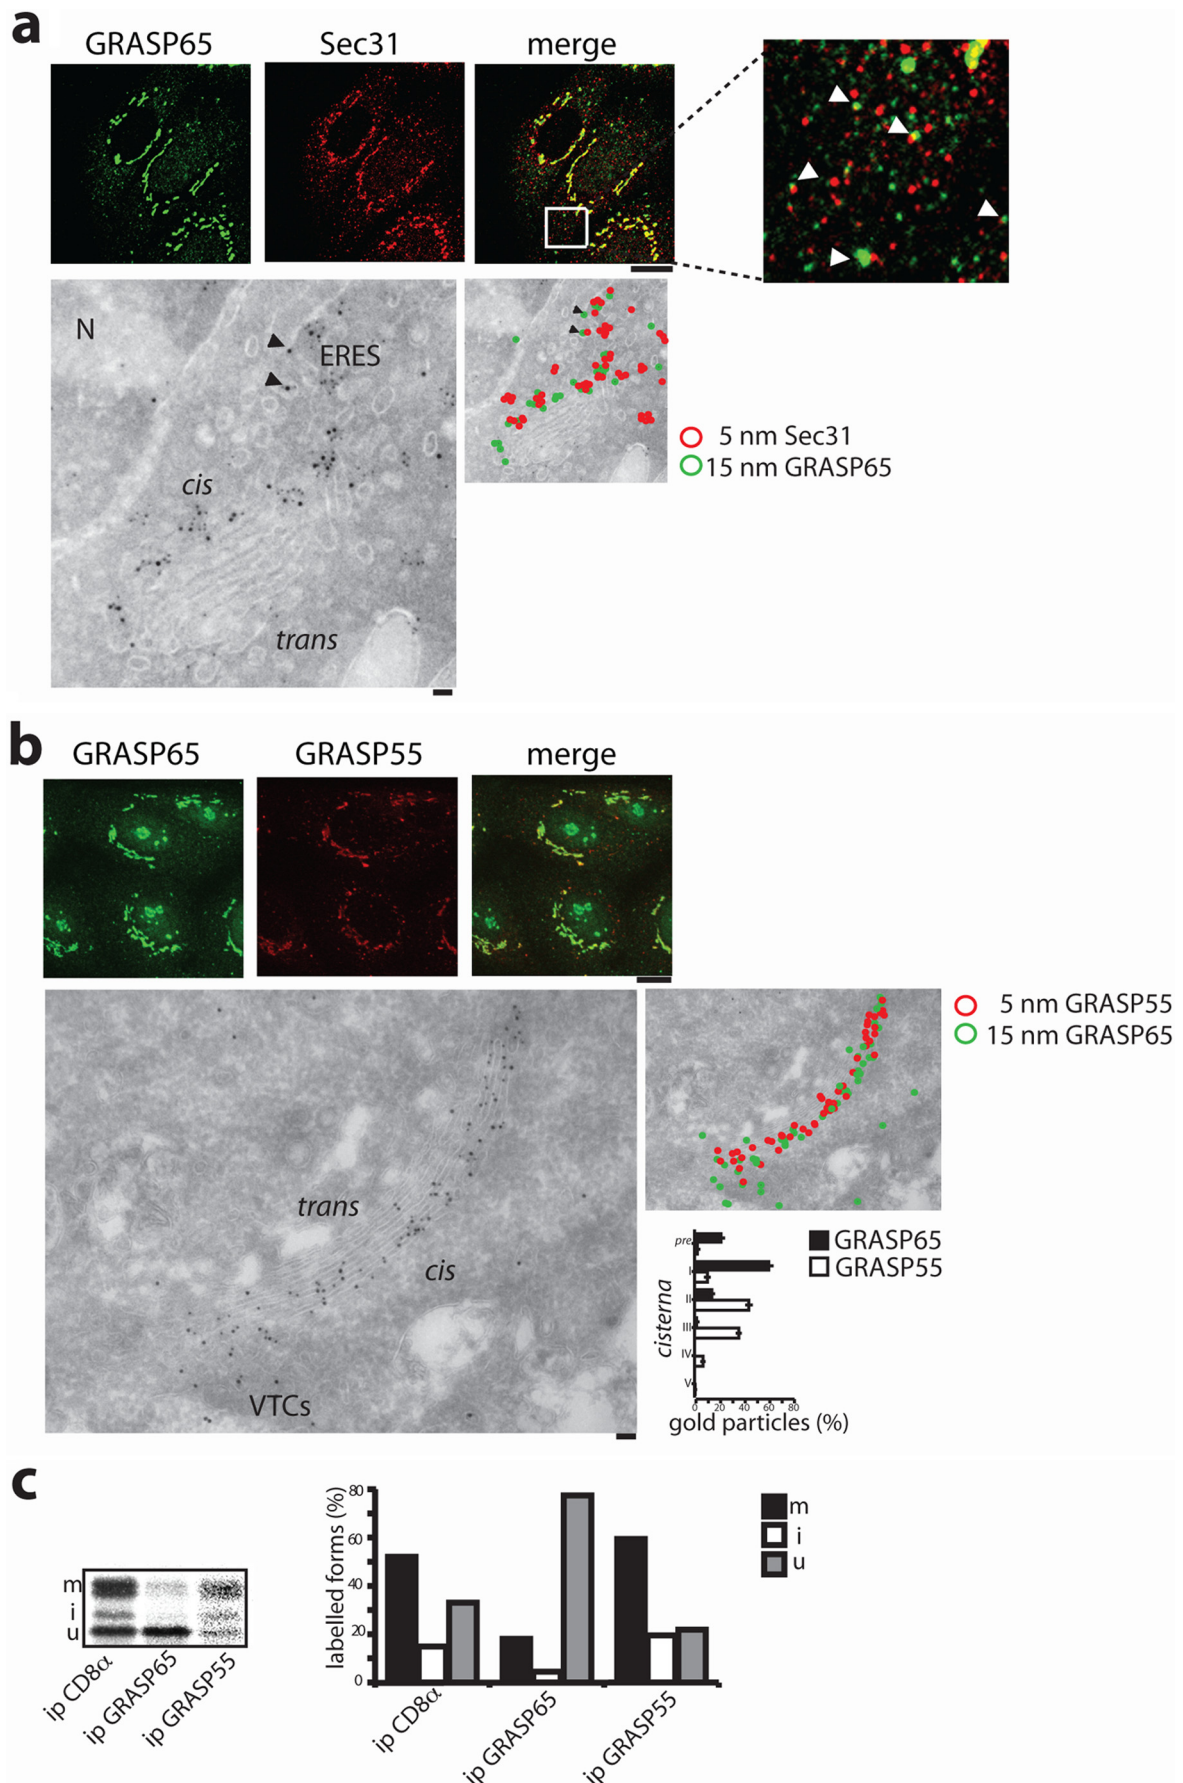 a
GRASP65 Sec31 merge
N
ERES
cis
trans
5 nm Sec31
15 nm GRASP65
b
GRASP65 GRASP55 merge
trans
cis
VTCs
5 nm GRASP55
15 nm GRASP65
GRASP65
GRASP55
cisterna
pre
I
II
III
IV
V
0 20 40 60 80
gold particles (%)
c
m
i
u
ip CD8α
ip GRASP65
ip GRASP55
labelled forms (%)
80
60
40
20
0
ip CD8α
ip GRASP65
ip GRASP55
m
i
u